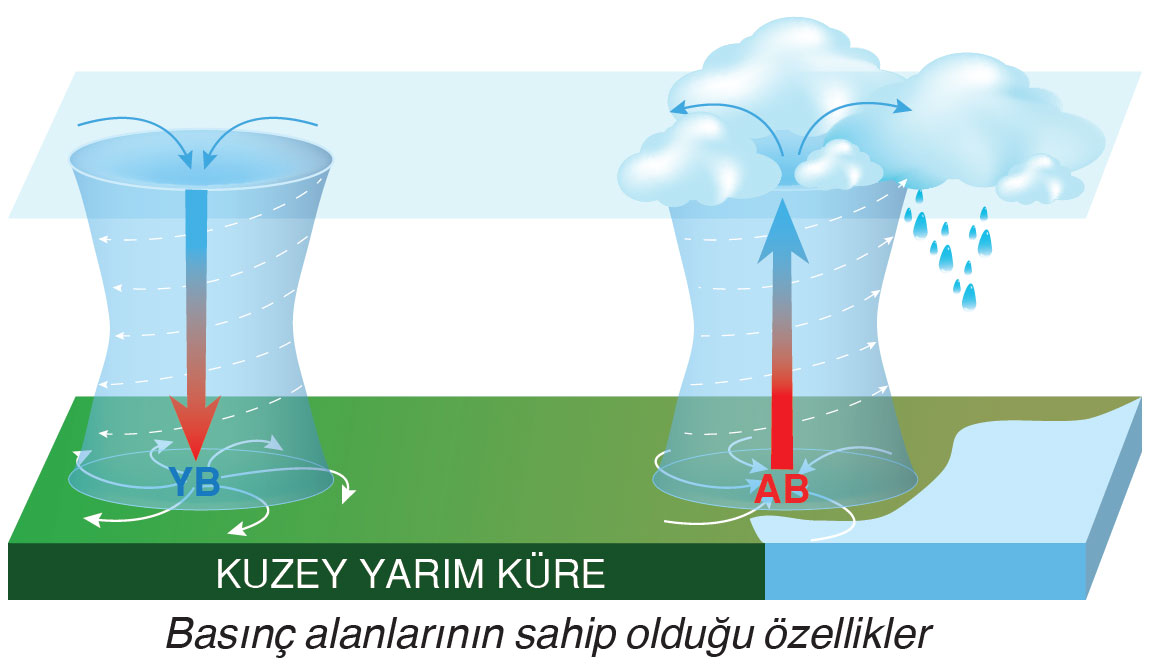 YB
AB
KUZEY YARIM KÜRE
Basınç alanlarının sahip olduğu özellikler